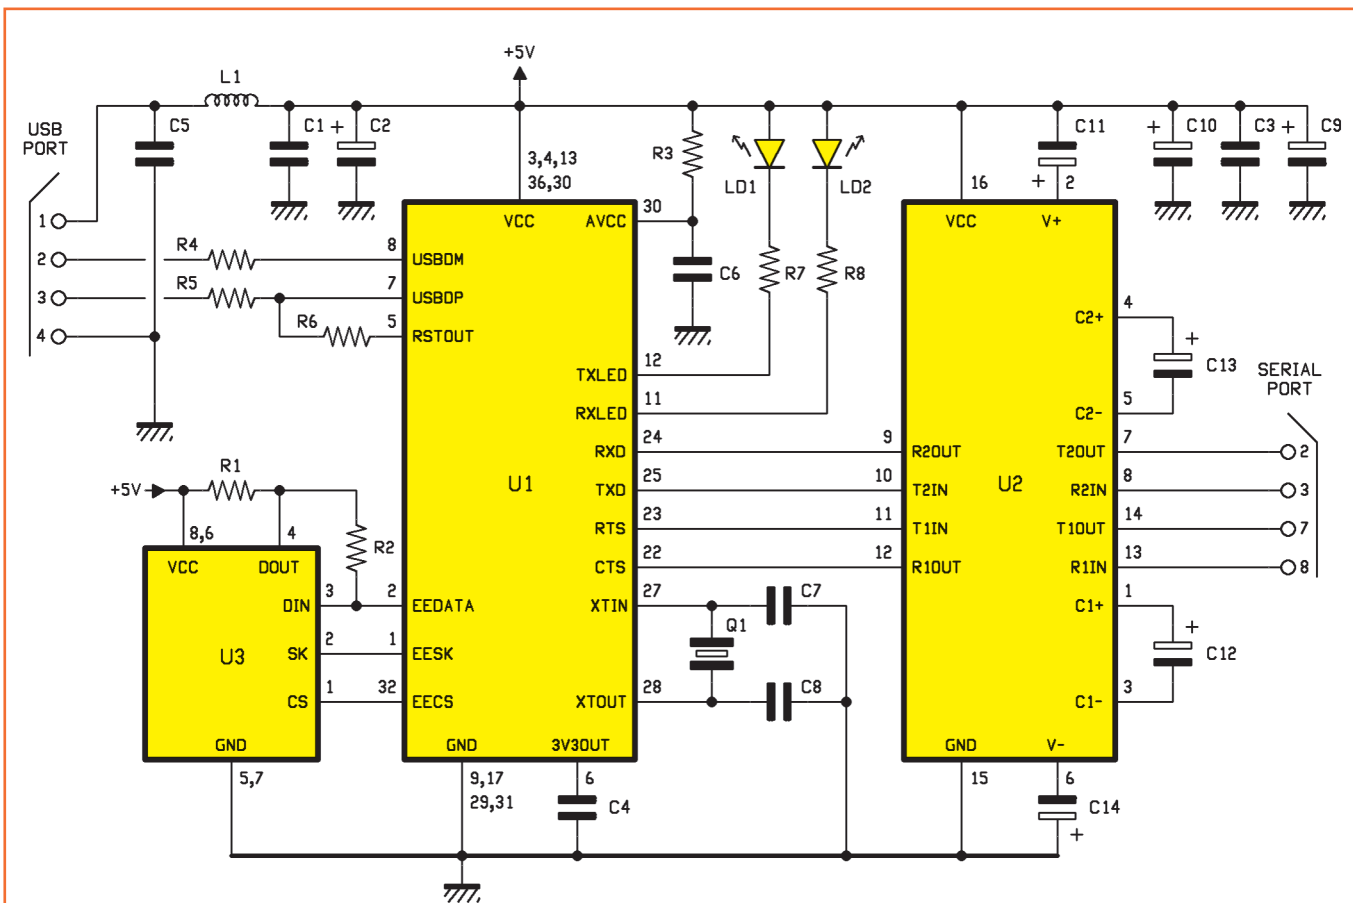 +5V
L1
USB
PORT
C5
C1
+
C2
R3
LD1
LD2
C11
+
+
C10
C3
+
C9
3,4,13
36,30
16
2
1
2
3
4
R4
R5
R6
8
7
5
VCC
AVCC
30
USBDM
USBDP
RSTOUT
C6
R7
R8
VCC
V+
C2+
4
+
C13
C2-
5
TXLED
12
RXLED
11
SERIAL
PORT
RXD
24
9
R2OUT
T2OUT
7
2
TXD
25
10
T2IN
R2IN
8
3
RTS
23
11
T1IN
T1OUT
14
7
CTS
22
12
R1OUT
R1IN
13
8
U1
U2
+5V
R1
R2
8,6
4
VCC
DOUT
DIN
3
2
EEDATA
SK
2
1
EESK
CS
1
32
EECS
U3
GND
5,7
XTIN
27
C7
Q1
XTOUT
28
C8
C1+
1
+
C12
C1-
3
GND
9,17
29,31
3V3OUT
6
C4
GND
15
V-
6
C14
+